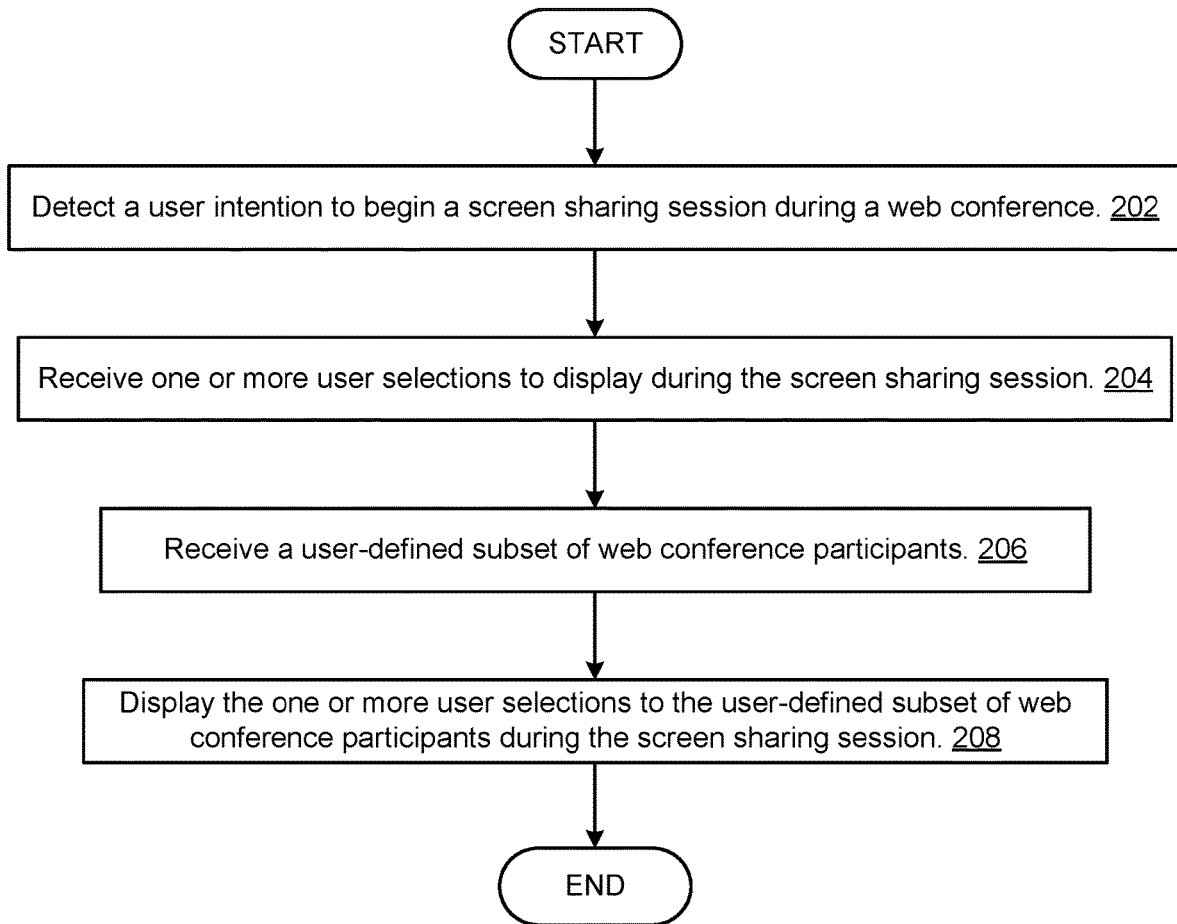 START
Detect a user intention to begin a screen sharing session during a web conference. 202
Receive one or more user selections to display during the screen sharing session. 204
Receive a user-defined subset of web conference participants. 206
Display the one or more user selections to the user-defined subset of web
conference participants during the screen sharing session. 208
END